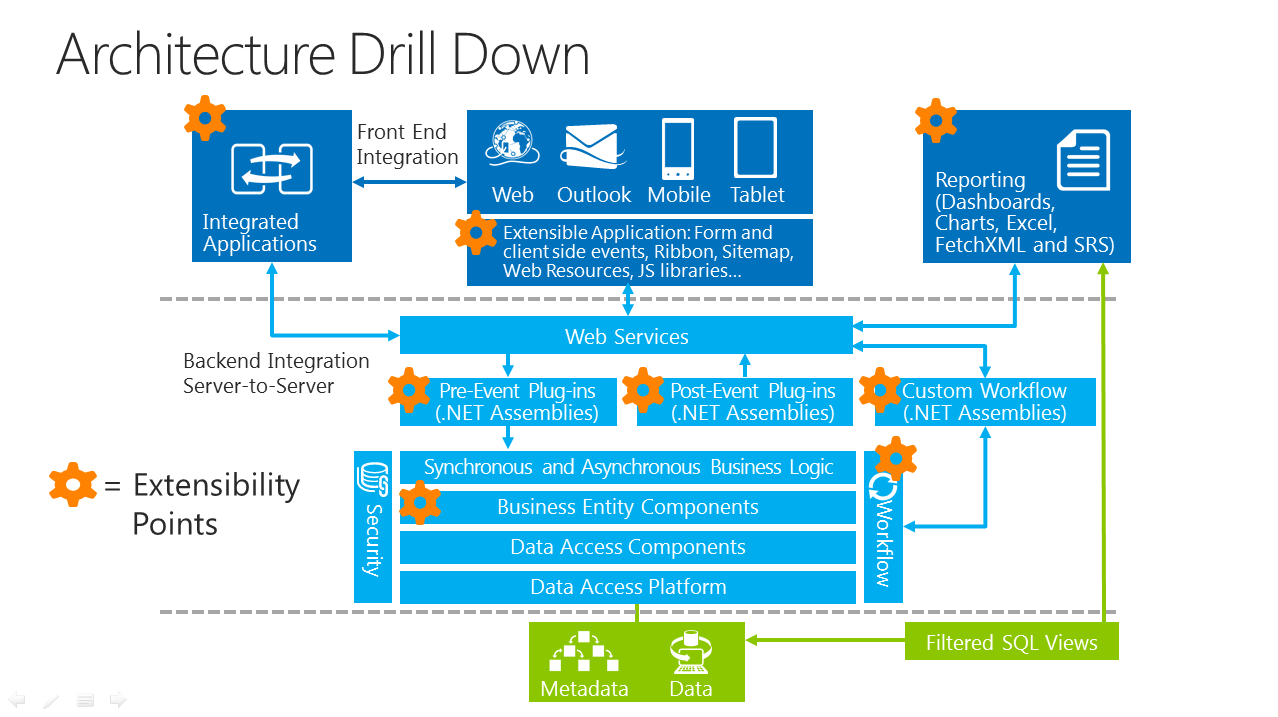 Architecture Drill Down
Integrated
Applications
Front End
Integration
Web
Outlook
Mobile
Tablet
Extensible Application: Form and
client side events, Ribbon, Sitemap,
Web Resources, JS libraries...
Reporting
(Dashboards,
Charts, Excel,
FetchXML and SRS)
Web Services
Backend Integration
Server-to-Server
Pre-Event Plug-ins
(.NET Assemblies)
Post-Event Plug-ins
(.NET Assemblies)
Custom Workflow
(.NET Assemblies)
= Extensibility
Points
Security
Synchronous and Asynchronous Business Logic
Business Entity Components
Data Access Components
Data Access Platform
Workflow
Metadata
Data
Filtered SQL Views